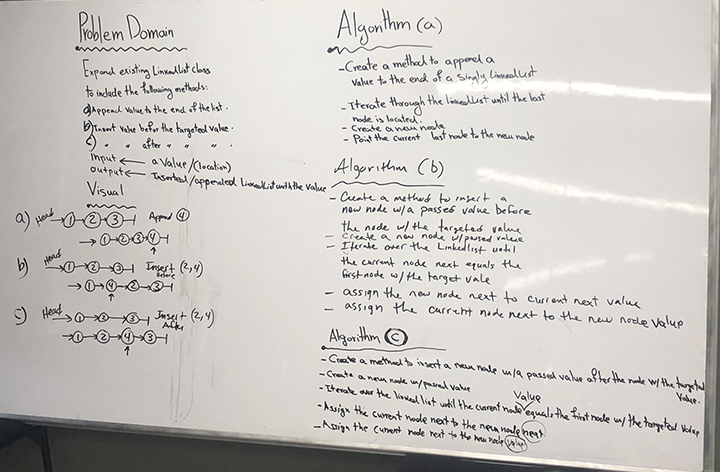 Problem Domain
Expand existing LinkedList class
to include the following methods:
a) Append value to the end of the list.
b) Insert value befor the targeted value.
c) " " after " " " ".
Input ← a value / (location)
output ← Inserted / appended LinkedList with the value
Visual
a) Head → 1 → 2 → 3 Append 4
→ 1 → 2 → 3 → 4
b) Head → 1 → 2 → 3 Insert Before (2,4)
→ 1 → 4 → 2 → 3
c) Head → 1 → 2 → 3 Insert After (2,4)
→ 1 → 2 → 4 → 3
Algorithm (a)
- Create a method to append a
value to the end of a singly LinkedList
- Iterate through the LinkedList until the last
node is located.
- Create a new node
- Point the current last node to the new node
Algorithm (b)
- Create a method to insert a
new node w/a passed value before
the node w/ the targeted value
- Create a new node w/passed value
- Iterate over the LinkedList until
the current node next equals the
first node w/the target vale
- assign the new node next to current next value
- assign the current node next to the new node value
Algorithm (c)
- Create a method to insert a new node w/a passed value after the node w/ the targeted
value.
- Create a new node w/ passed value
- Iterate over the linked list until the current node value equals the first node w/ the targeted value
- Assign the current node next to the new node next
- Assign the current node next to the new node value